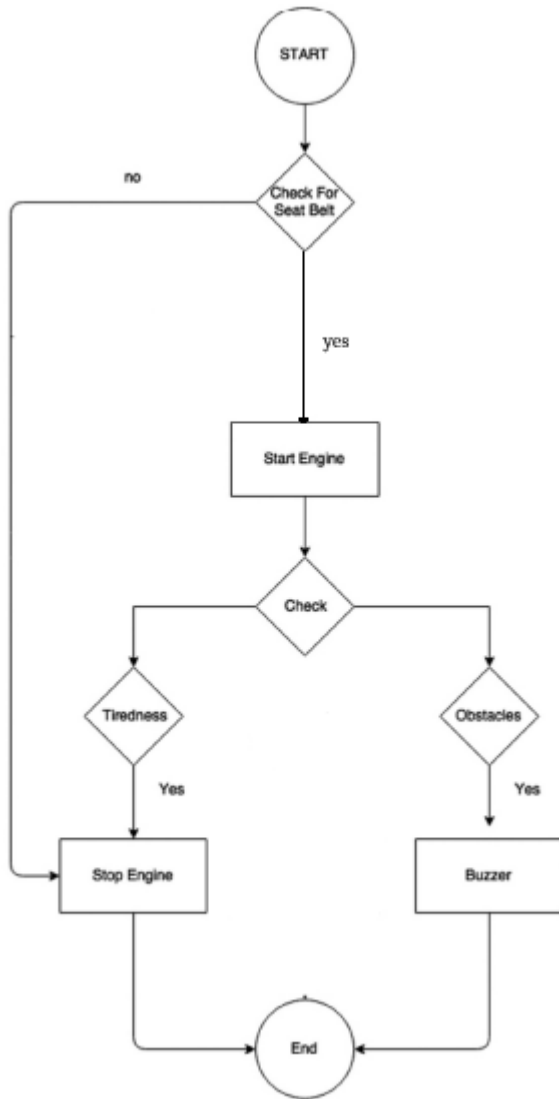 START
no
Check For
Seat Belt
yes
Start Engine
Check
Tiredness
Obstacles
Yes
Yes
Stop Engine
Buzzer
End